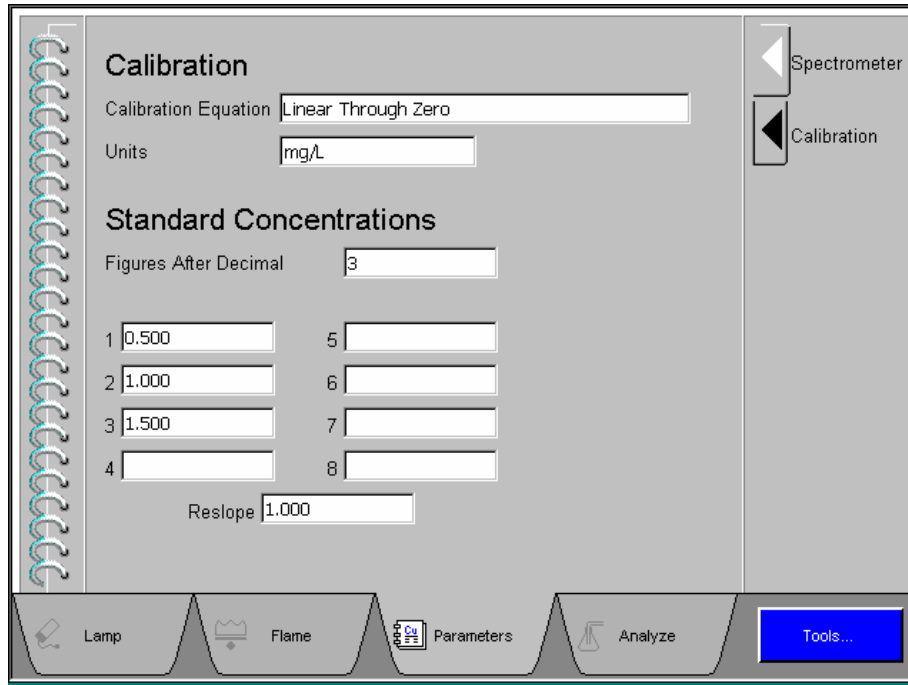 Calibration
Calibration Equation Linear Through Zero
Units mg/L
Standard Concentrations
Figures After Decimal 3
1 0.500 5
2 1.000 6
3 1.500 7
4 8
Reslope 1.000
Spectrometer
Calibration
Lamp Flame Cu Parameters Analyze Tools...